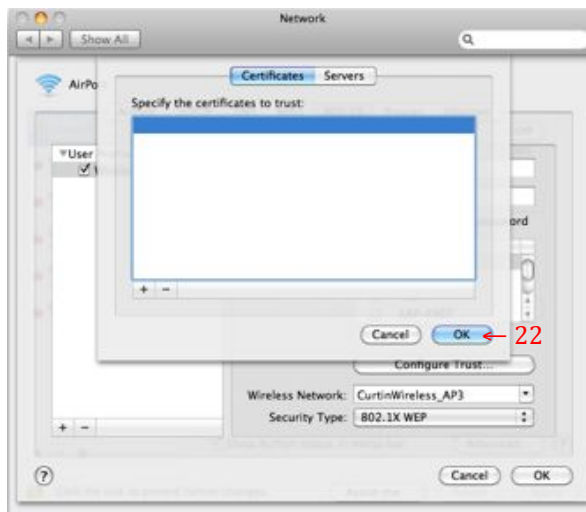 Network
Show All
AirPo
Certificates Servers
Specify the certificates to trust:
User
ord
+ −
Cancel OK ← 22
Configure Trust...
Wireless Network: CurtinWireless_AP3
Security Type: 802.1X WEP
+ −
? Cancel OK